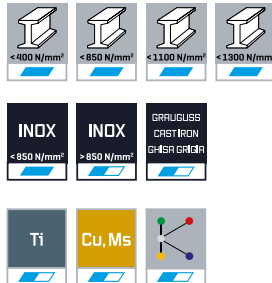 <400 N/mm² <850 N/mm² <1100 N/mm² <1300 N/mm²
INOX INOX GRAUGUSS
CAST IRON
GHISA GRIGIA
<850 N/mm² >850 N/mm²
Ti Cu, Ms